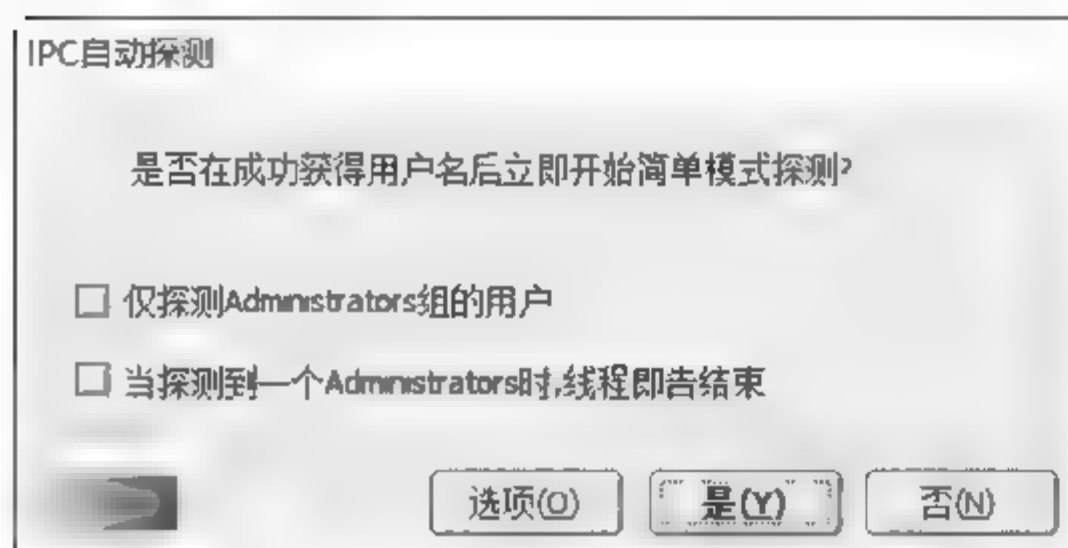 IPC自动探测
是否在成功获得用户名后立即开始简单模式探测?
仅探测Administrators组的用户
当探测到一个Administrators时,线程即告结束
选项(O) 是(Y) 否(N)